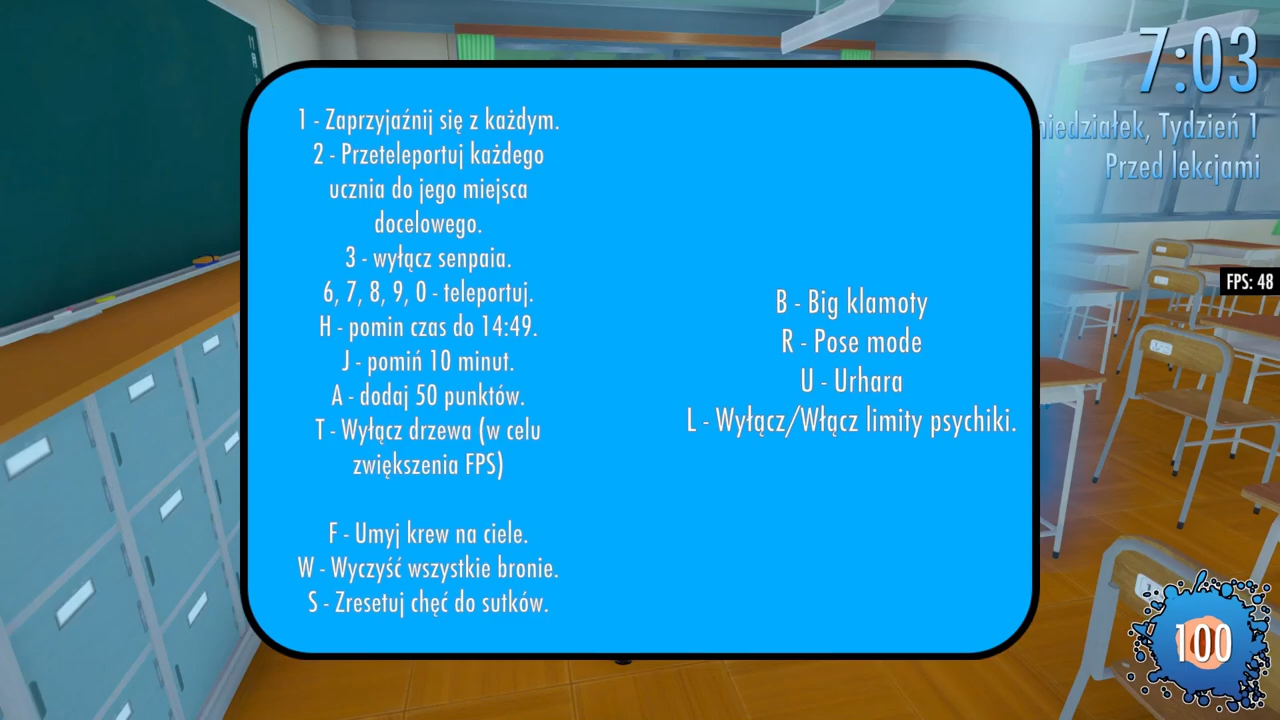 1 - Zaprzyjaźnij się z każdym.
2 - Przeteleportuj każdego
ucznia do jego miejsca
docelowego.
3 - wyłącz senpaia.
6, 7, 8, 9, 0 - teleportuj.
H - pomin czas do 14:49.
J - pomiń 10 minut.
A - dodaj 50 punktów.
T - Wyłącz drzewa (w celu
zwiększenia FPS)
F - Umyj krew na ciele.
W - Wyczyść wszystkie bronie.
S - Zresetuj chęć do sutków.
B - Big klamoty
R - Pose mode
U - Urhara
L - Wyłącz/Włącz limity psychiki.
7:03
niedziałek, Tydzień 1
Przed lekcjami
FPS: 48
100